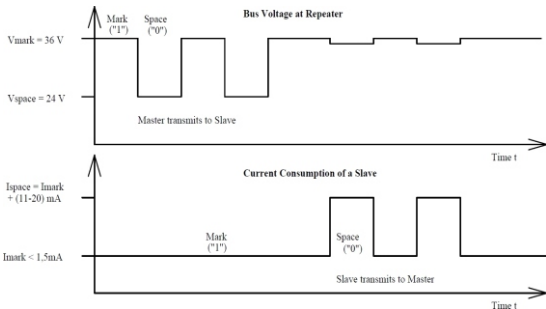 Bus Voltage at Repeater
Mark
("1")
Space
("0")
Vmark = 36 V
Vspace = 24 V
Master transmits to Slave
Time t
Current Consumption of a Slave
Ispace = Imark
+ (11-20) mA
Mark
("1")
Space
("0")
Imark < 1,5mA
Slave transmits to Master
Time t